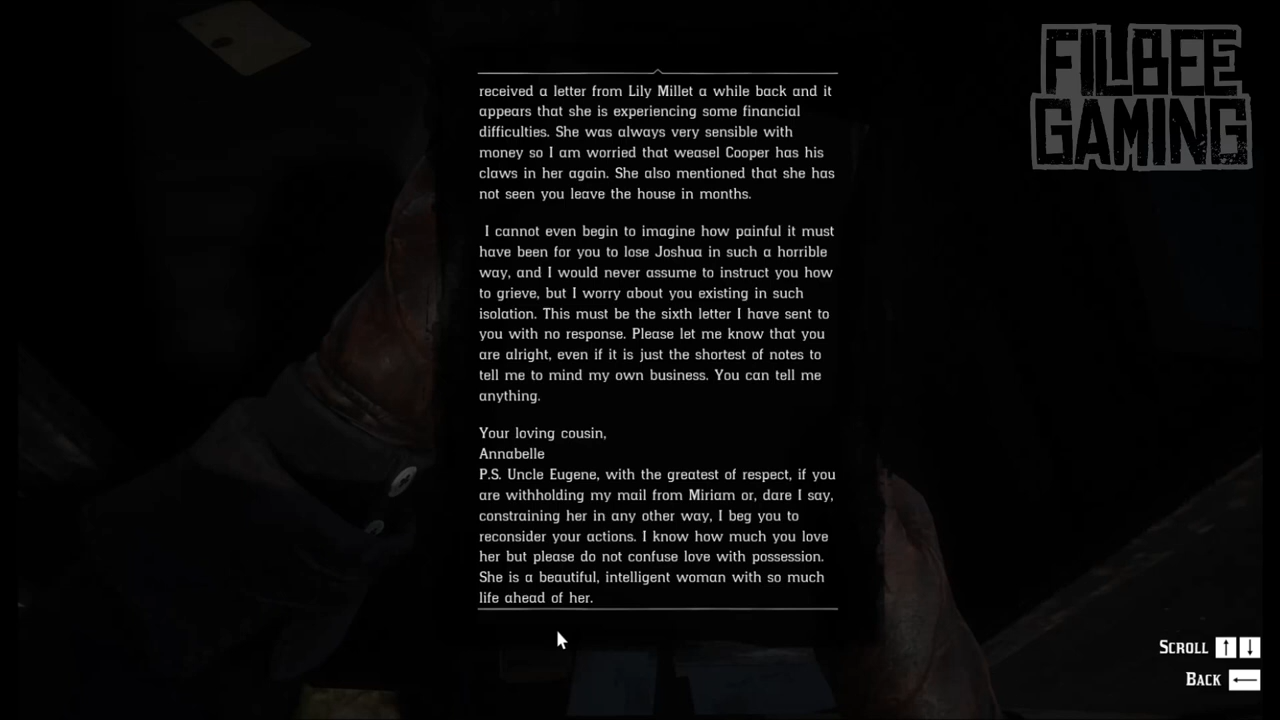 FILBEE
GAMING
received a letter from Lily Millet a while back and it
appears that she is experiencing some financial
difficulties. She was always very sensible with
money so I am worried that weasel Cooper has his
claws in her again. She also mentioned that she has
not seen you leave the house in months.
I cannot even begin to imagine how painful it must
have been for you to lose Joshua in such a horrible
way, and I would never assume to instruct you how
to grieve, but I worry about you existing in such
isolation. This must be the sixth letter I have sent to
you with no response. Please let me know that you
are alright, even if it is just the shortest of notes to
tell me to mind my own business. You can tell me
anything.
Your loving cousin,
Annabelle
P.S. Uncle Eugene, with the greatest of respect, if you
are withholding my mail from Miriam or, dare I say,
constraining her in any other way, I beg you to
reconsider your actions. I know how much you love
her but please do not confuse love with possession.
She is a beautiful, intelligent woman with so much
life ahead of her.
SCROLL ↑ ↓
BACK ←